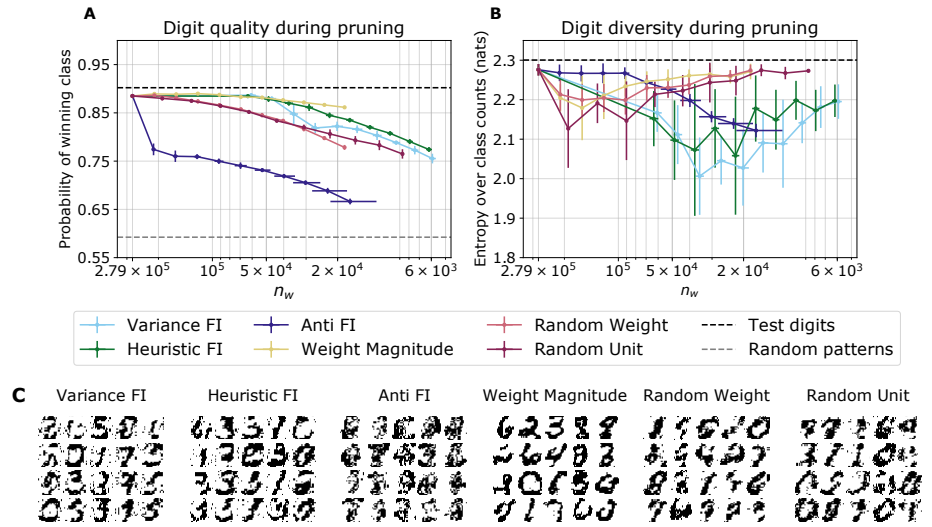 A
Digit quality during pruning
Probability of winning class
0.95
0.85
0.75
0.65
0.55
2.79 × 10⁵
10⁵
5 × 10⁴
2 × 10⁴
6 × 10³
n_w
B
Digit diversity during pruning
Entropy over class counts (nats)
2.3
2.2
2.1
2.0
1.9
1.8
2.79 × 10⁵
10⁵
5 × 10⁴
2 × 10⁴
6 × 10³
n_w
Variance FI
Anti FI
Random Weight
Test digits
Heuristic FI
Weight Magnitude
Random Unit
Random patterns
C
Variance FI
Heuristic FI
Anti FI
Weight Magnitude
Random Weight
Random Unit